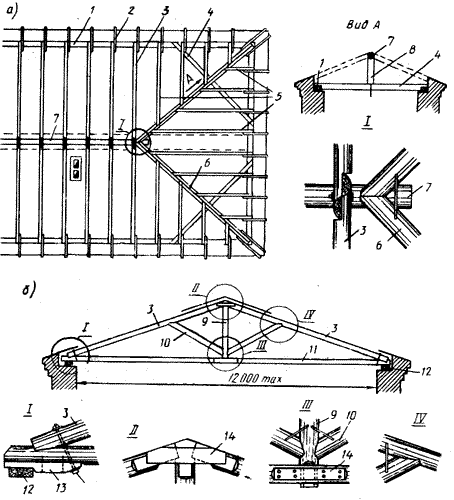 а)
1 2 3 4
Вид А
7
8
1 4
А
5
7 I
I
6
7
3 6
б)
II
I 3 9 IV 3
10 III 11
12 000 max 12
I II III 9 IV
3 10
14 14
12 13